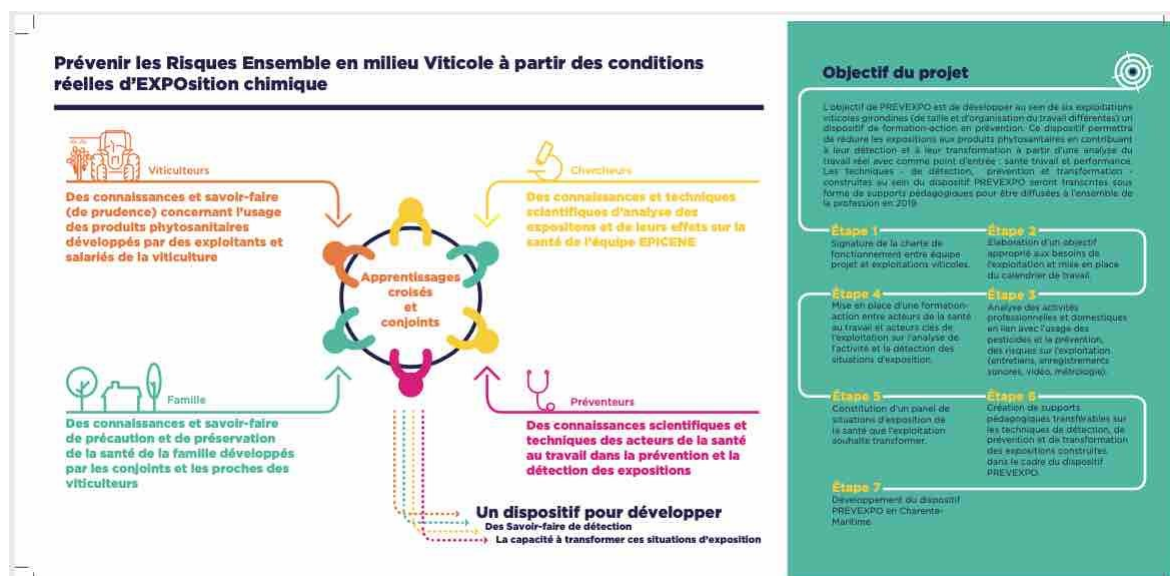 Prévenir les Risques Ensemble en milieu Viticole à partir des conditions
réelles d'EXPOsition chimique
Viticulteurs
Des connaissances et savoir-faire
(de prudence) concernant l'usage
des produits phytosanitaires
développés par des exploitants et
salariés de la viticulture
Chercheurs
Des connaissances et techniques
scientifiques d'analyse des
expositons et de leurs effets sur la
santé de l'équipe EPICENE
Apprentissages
croisés
et
conjoints
Famille
Des connaissances et savoir-faire
de précaution et de préservation
de la santé de la famille développés
par les conjoints et les proches des
viticulteurs
Préventeurs
Des connaissances scientifiques et
techniques des acteurs de la santé
au travail dans la prévention et la
détection des expositions
Un dispositif pour développer
Des Savoir-faire de détection
La capacité à transformer ces situations d'exposition
Objectif du projet
L'objectif de PREVEXPO est de développer au sein de six exploitations
viticoles girondines (de taille et d'organisation du travail différentes) un
dispositif de formation-action en prévention. Ce dispositif permettra
de réduire les expositions aux produits phytosanitaires en contribuant
à leur détection et à leur transformation à partir d'une analyse du
travail réel avec comme point d'entrée : santé travail et performance.
Les techniques - de détection, prévention et transformation -
construites au sein du dispositif PREVEXPO seront transcrites sous
forme de supports pédagogiques pour être diffusées à l'ensemble de
la profession en 2019.
Étape 1
Signature de la charte de
fonctionnement entre équipe
projet et exploitations viticoles.
Étape 2
Elaboration d'un objectif
approprié aux besoins de
l'exploitation et mise en place
du calendrier de travail.
Étape 4
Mise en place d'une formation-
action entre acteurs de la santé
au travail et acteurs clés de
l'exploitation sur l'analyse de
l'activité et la détection des
situations d'exposition.
Étape 3
Analyse des activités
professionnelles et domestiques
en lien avec l'usage des
pesticides et la prévention,
des risques sur l'exploitation
(entretiens, enregistrements
sonores, vidéo, métrologie).
Étape 5
Constitution d'un panel de
situations d'exposition de
la santé que l'exploitation
souhaite transformer.
Étape 6
Création de supports
pédagogiques transférables sur
les techniques de détection, de
prévention et de transformation
des expositions construites,
dans le cadre du dispositif
PREVEXPO.
Étape 7
Développement du dispositif
PREVEXPO en Charente-
Maritime.